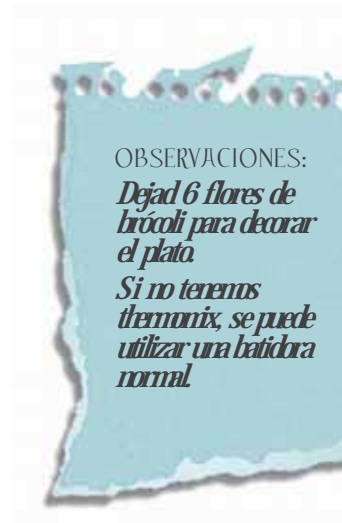 OBSERVACIONES:
Dejad 6 flores de
brócoli para decorar
el plato.
Si no tenemos
thermomix, se puede
utilizar una batidora
normal.